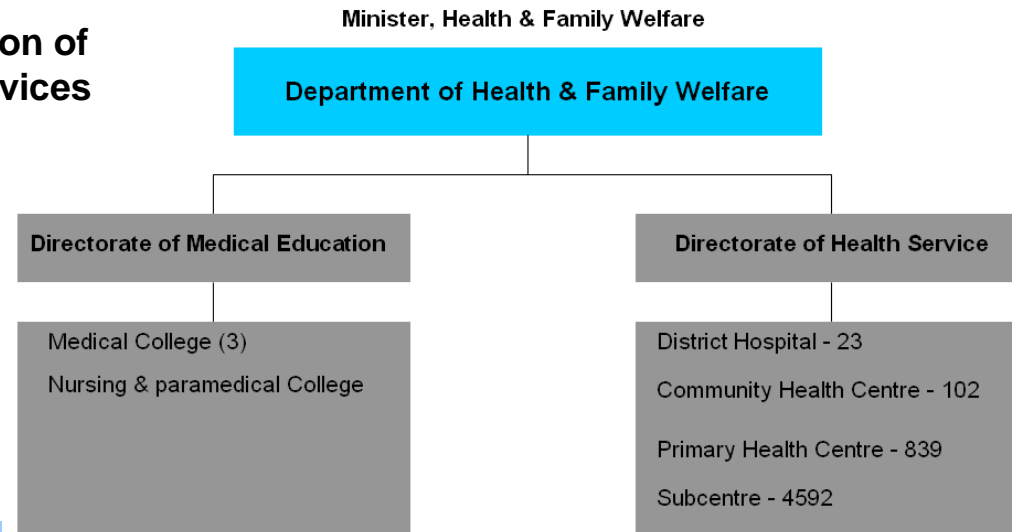 Minister, Health & Family Welfare
on of
vices
Department of Health & Family Welfare
Directorate of Medical Education
Medical College (3)
Nursing & paramedical College
Directorate of Health Service
District Hospital - 23
Community Health Centre - 102
Primary Health Centre - 839
Subcentre - 4592